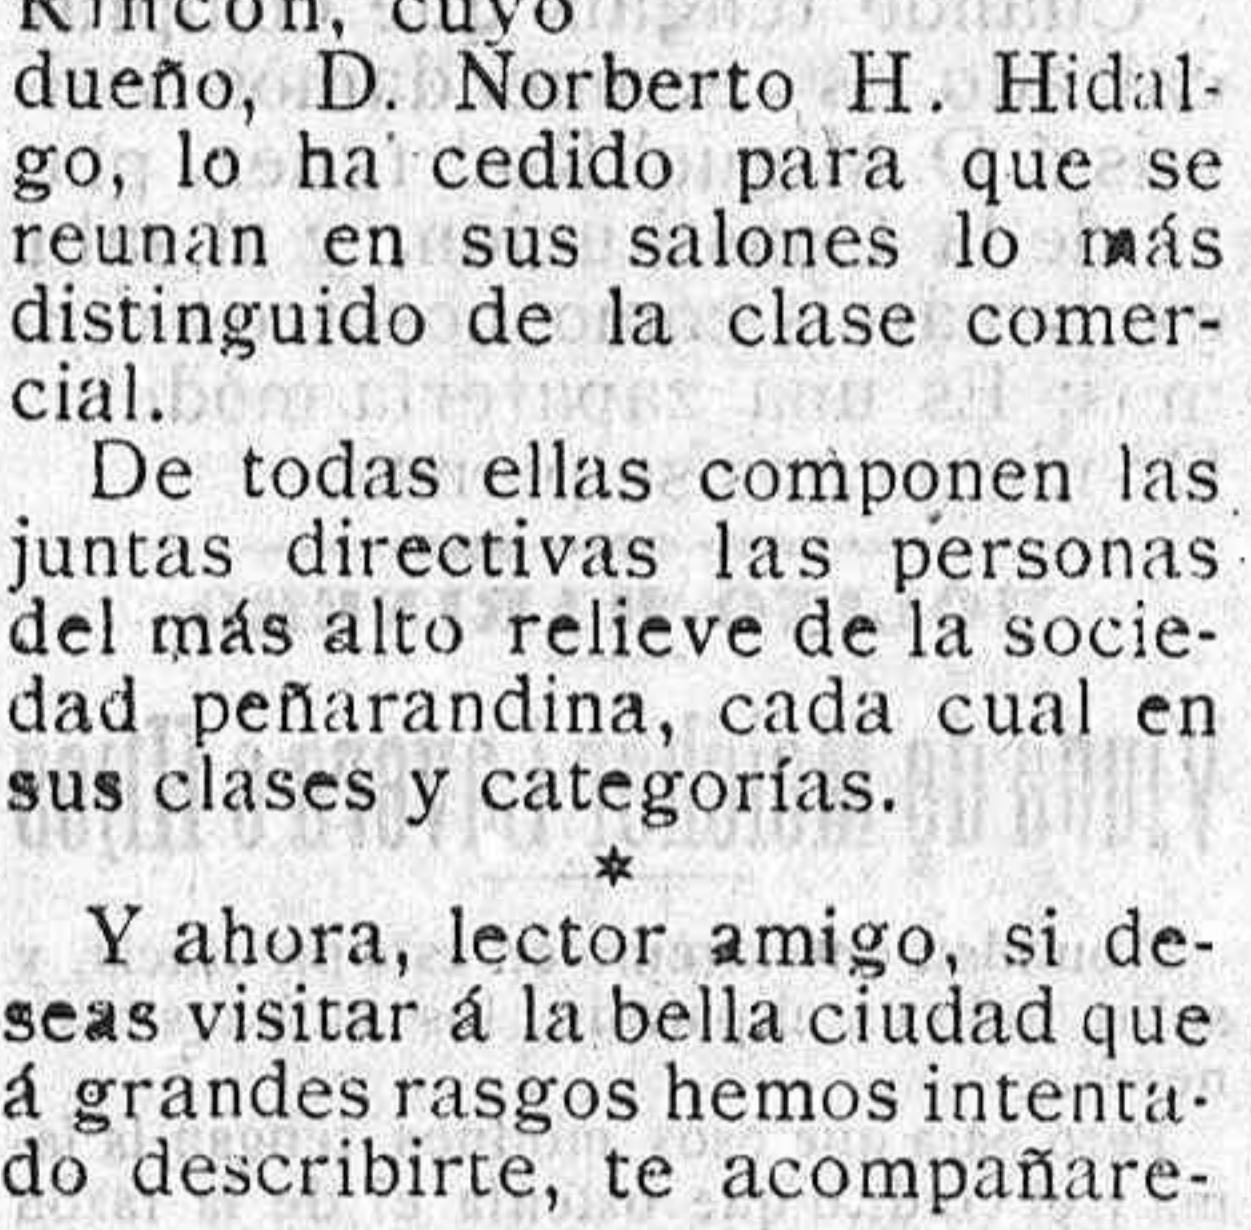 Rincón, cuyo
dueño, D. Norberto H. Hidal-
go, lo ha cedido para que se
reunan en sus salones lo más
distinguido de la clase comer-
cial.
De todas ellas componen las
juntas directivas las personas
del más alto relieve de la socie-
dad peñarandina, cada cual en
sus clases y categorías.
*
Y ahora, lector amigo, si de-
seas visitar á la bella ciudad que
á grandes rasgos hemos intenta-
do describirte, te acompañare-